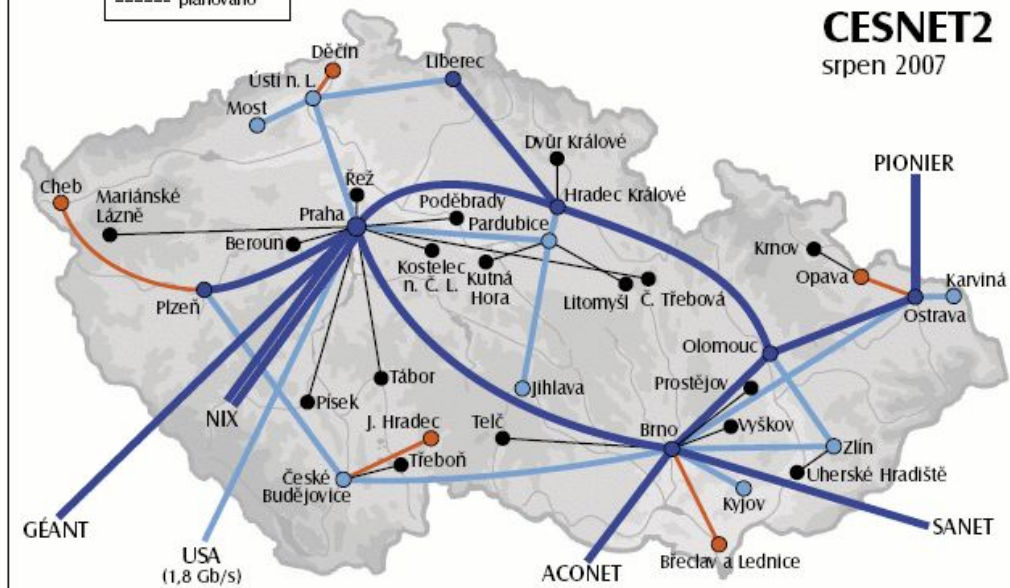 plánováno
CESNET2
srpen 2007
Děčín
Liberec
Ústí n. L.
Most
Dvůr Králové
PIONIER
Cheb
Mariánské
Lázně
Řež
Praha
Poděbrady
Hradec Králové
Pardubice
Beroun
Krnov
Kostelec
n. Č. L.
Kutná
Hora
Opava
Karviná
Plzeň
Litomyšl
Č. Třebová
Ostrava
Olomouc
Tábor
Jihlava
Prostějov
Písek
NIX
J. Hradec
Telč
Brno
Vyškov
Zlín
Třeboň
České
Budějovice
Uherské Hradiště
Kyjov
GÉANT
SANET
USA
(1,8 Gb/s)
ACONET
Břeclav a Lednice